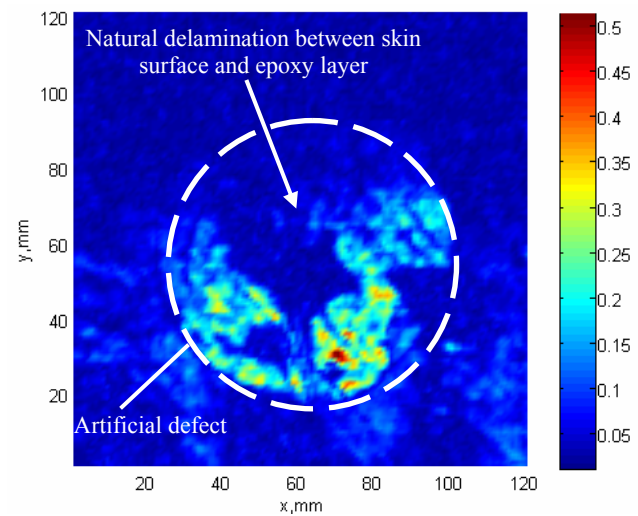 120
Natural delamination between skin
surface and epoxy layer
100
80
60
40
20
y,mm
Artificial defect
20 40 60 80 100 120
x,mm
0.5
0.45
0.4
0.35
0.3
0.25
0.2
0.15
0.1
0.05